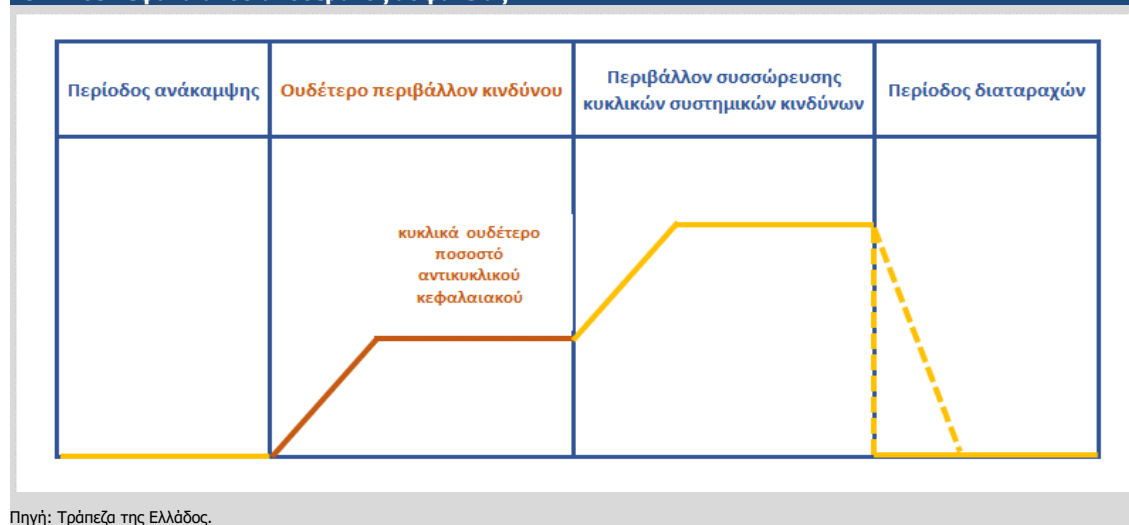 Περίοδος ανάκαμψης
Ουδέτερο περιβάλλον κινδύνου
Περιβάλλον συσσώρευσης
κυκλικών συστημικών κινδύνων
Περίοδος διαταραχών
κυκλικά ουδέτερο
ποσοστό
αντικυκλικού
κεφαλαιακού
Πηγή: Τράπεζα της Ελλάδος.